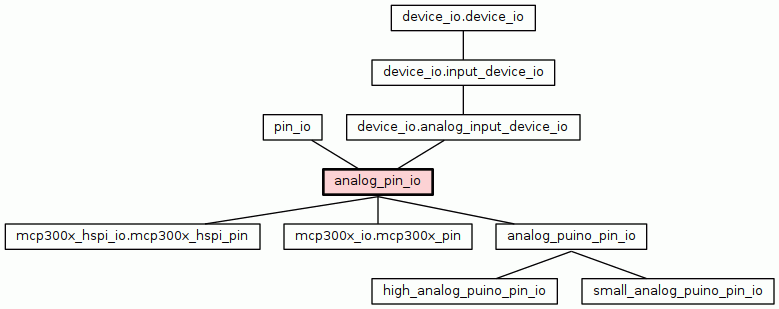 device_io.device_io
device_io.input_device_io
pin_io
device_io.analog_input_device_io
analog_pin_io
mcp300x_hspi_io.mcp300x_hspi_pin
mcp300x_io.mcp300x_pin
analog_puino_pin_io
high_analog_puino_pin_io
small_analog_puino_pin_io